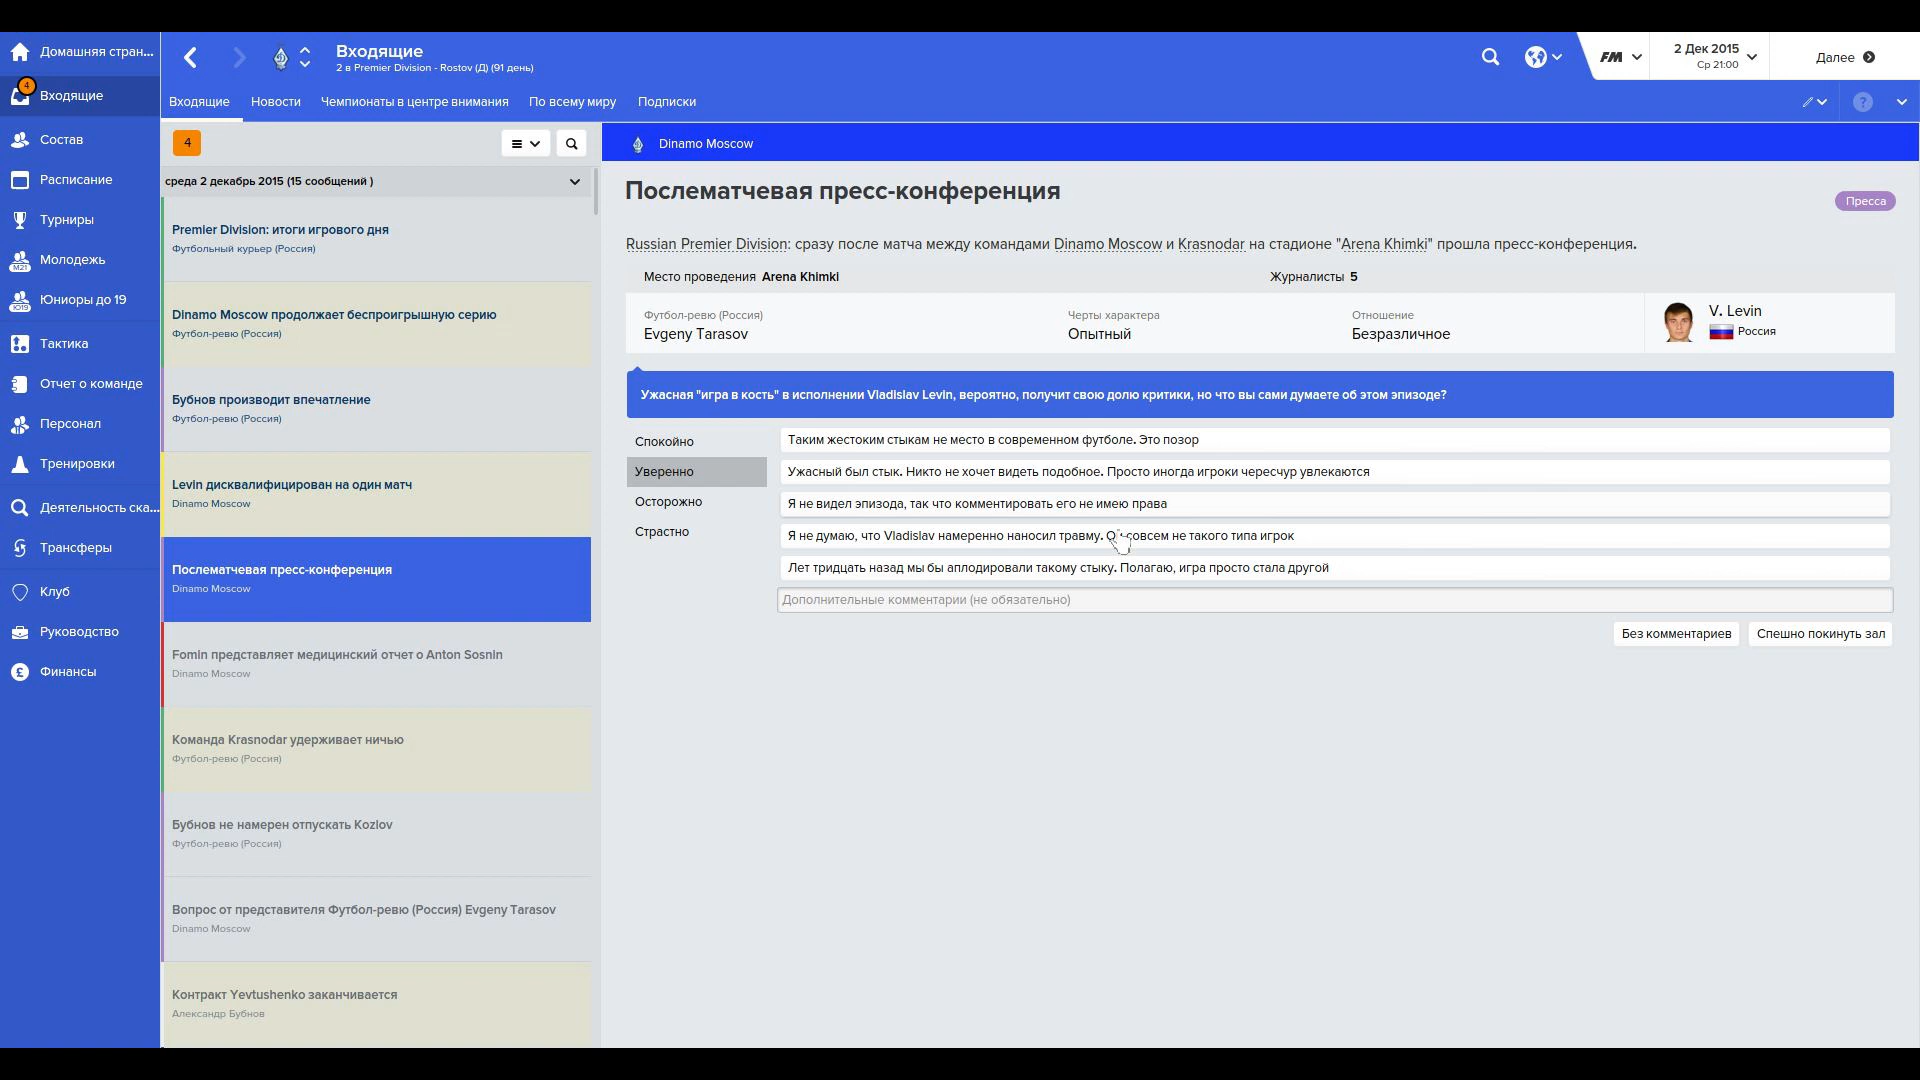 Домашняя стран...
4
Входящие
Состав
Расписание
Турниры
Молодежь
M21
Юниоры до 19
Ю19
Тактика
Отчет о команде
Персонал
Тренировки
Деятельность ска...
Трансферы
Клуб
Руководство
Финансы
Входящие
2 в Premier Division - Rostov (Д) (91 день)
FM
2 Дек 2015
Ср 21:00
Далее
Входящие
Новости
Чемпионаты в центре внимания
По всему миру
Подписки
?
4
среда 2 декабрь 2015 (15 сообщений )
Premier Division: итоги игрового дня
Футбольный курьер (Россия)
Dinamo Moscow продолжает беспроигрышную серию
Футбол-ревю (Россия)
Бубнов производит впечатление
Футбол-ревю (Россия)
Levin дисквалифицирован на один матч
Dinamo Moscow
Послематчевая пресс-конференция
Dinamo Moscow
Fomin представляет медицинский отчет о Anton Sosnin
Dinamo Moscow
Команда Krasnodar удерживает ничью
Футбол-ревю (Россия)
Бубнов не намерен отпускать Kozlov
Футбол-ревю (Россия)
Вопрос от представителя Футбол-ревю (Россия) Evgeny Tarasov
Dinamo Moscow
Контракт Yevtushenko заканчивается
Александр Бубнов
Dinamo Moscow
Послематчевая пресс-конференция
Пресса
Russian Premier Division: сразу после матча между командами Dinamo Moscow и Krasnodar на стадионе "Arena Khimki" прошла пресс-конференция.
Место проведения Arena Khimki
Журналисты 5
Футбол-ревю (Россия)
Evgeny Tarasov
Черты характера
Опытный
Отношение
Безразличное
V. Levin
Россия
Ужасная "игра в кость" в исполнении Vladislav Levin, вероятно, получит свою долю критики, но что вы сами думаете об этом эпизоде?
Спокойно
Уверенно
Осторожно
Страстно
Таким жестоким стыкам не место в современном футболе. Это позор
Ужасный был стык. Никто не хочет видеть подобное. Просто иногда игроки чересчур увлекаются
Я не видел эпизода, так что комментировать его не имею права
Я не думаю, что Vladislav намеренно наносил травму. Он совсем не такого типа игрок
Лет тридцать назад мы бы аплодировали такому стыку. Полагаю, игра просто стала другой
Дополнительные комментарии (не обязательно)
Без комментариев
Спешно покинуть зал